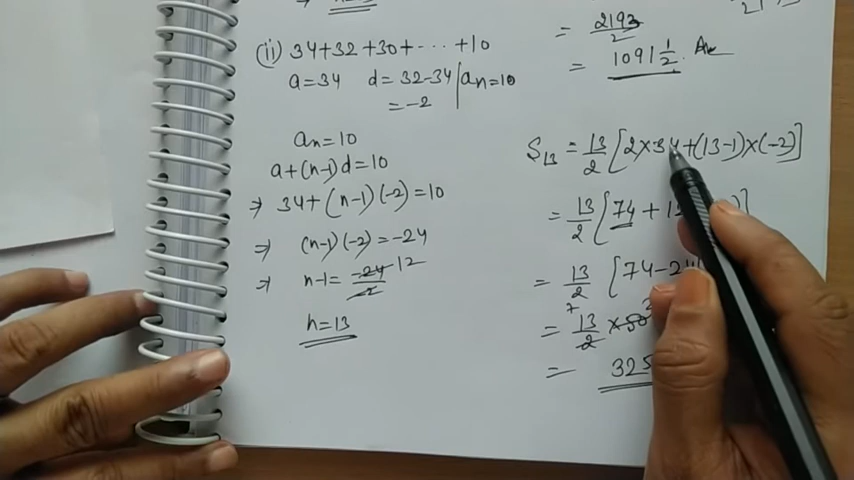 (ii) 34+32+30+ ⋯ +10
a=34 d= 32-34 | an=10
= -2
an=10
a+(n-1)d=10
⇒ 34+(n-1)(-2)=10
⇒ (n-1)(-2)=-24
⇒ n-1= -24/-2 12
n=13
= 2193/2
= 1091 1/2 Ans
S13 = 13/2 [2×34+(13-1)×(-2)]
= 13/2 [74 + 12
= 13/2 [74-24
= 13/2 ×50
= 325